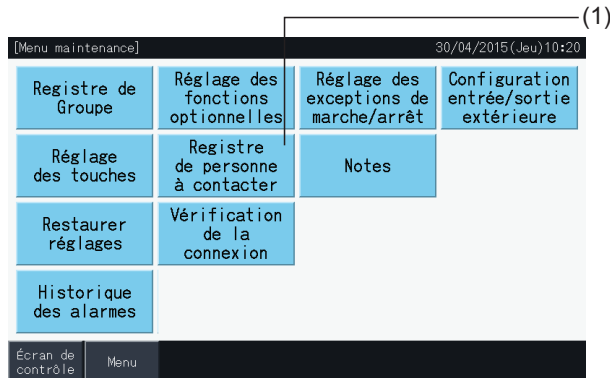 (1)
[Menu maintenance]
30/04/2015(Jeu)10:20
Registre de
Groupe
Réglage des
fonctions
optionnelles
Réglage des
exceptions de
marche/arrêt
Configuration
entrée/sortie
extérieure
Réglage
des touches
Registre
de personne
à contacter
Notes
Restaurer
réglages
Vérification
de la
connexion
Historique
des alarmes
Écran de
contrôle
Menu